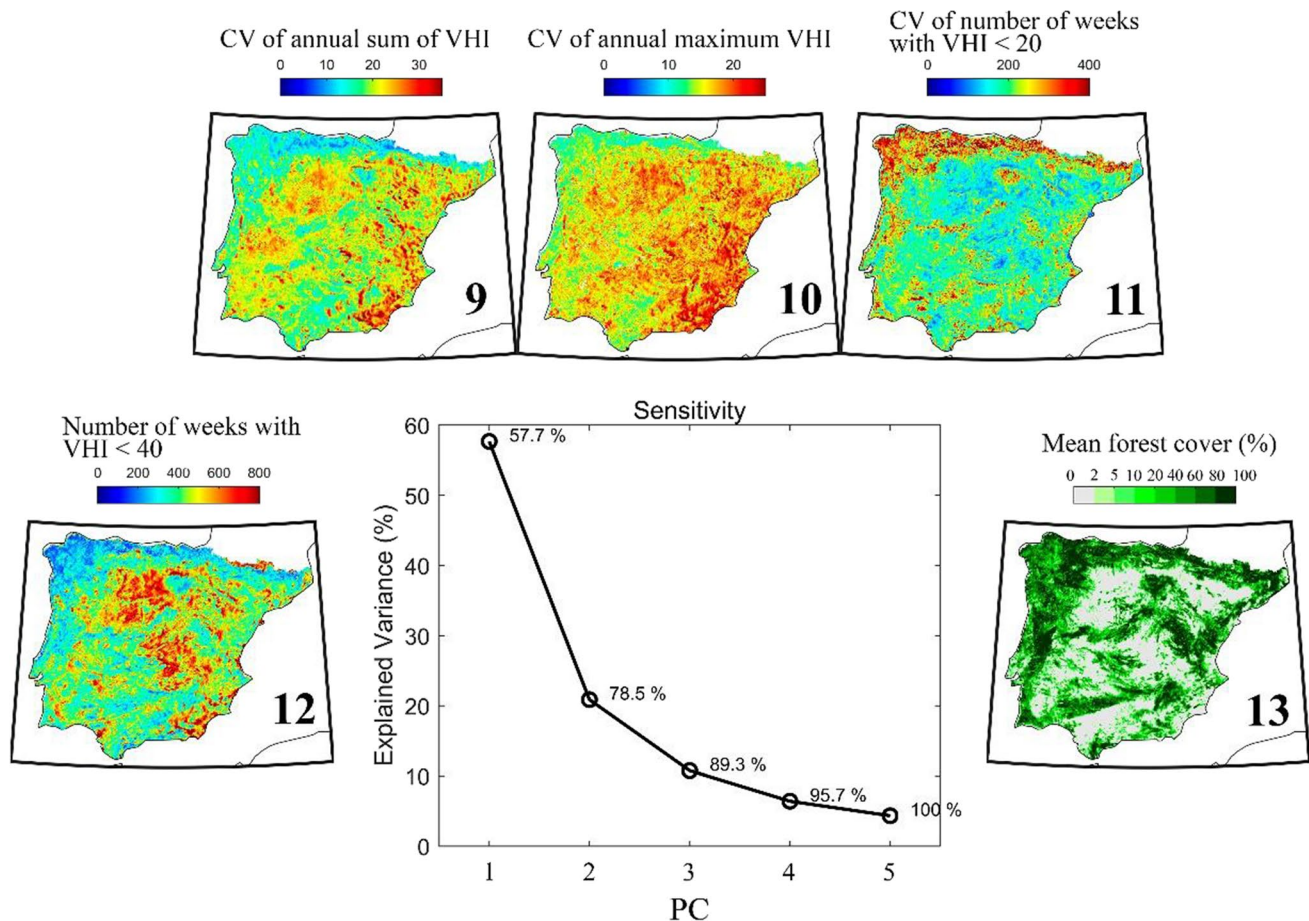 CV of annual sum of VHI
0 10 20 30
9
CV of annual maximum VHI
0 10 20
10
CV of number of weeks
with VHI < 20
0 200 400
11
Number of weeks with
VHI < 40
0 200 400 600 800
12
Sensitivity
Explained Variance (%)
60
50
40
30
20
10
0
57.7 %
78.5 %
89.3 %
95.7 %
100 %
1 2 3 4 5
PC
Mean forest cover (%)
0 2 5 10 20 40 60 80 100
13